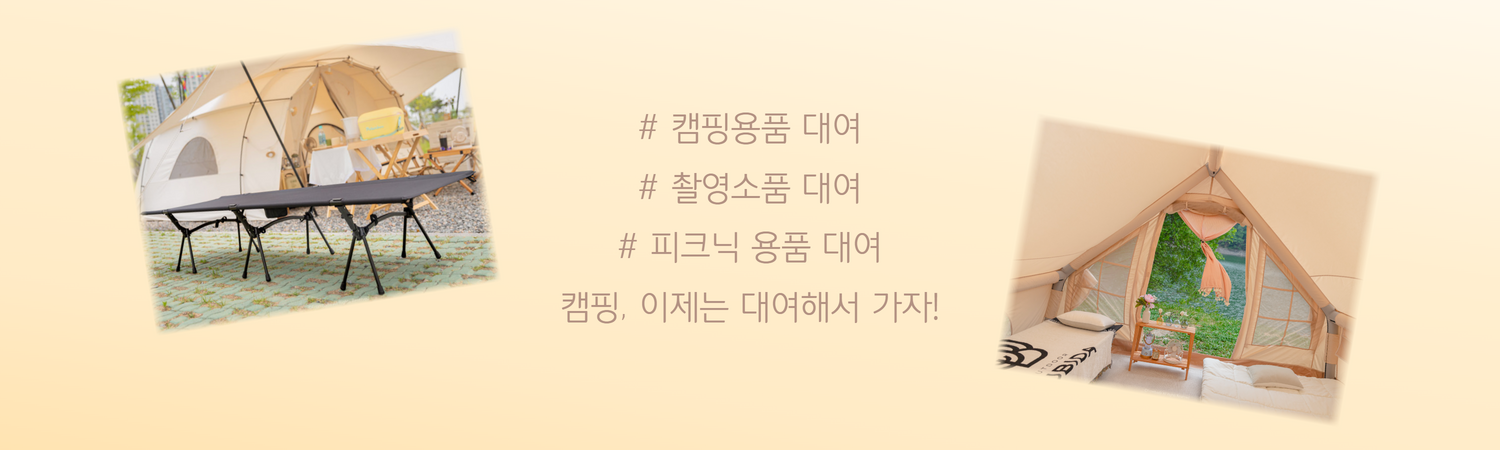 # 캠핑용품 대여
# 촬영소품 대여
# 피크닉 용품 대여
캠핑, 이제는 대여해서 가자!